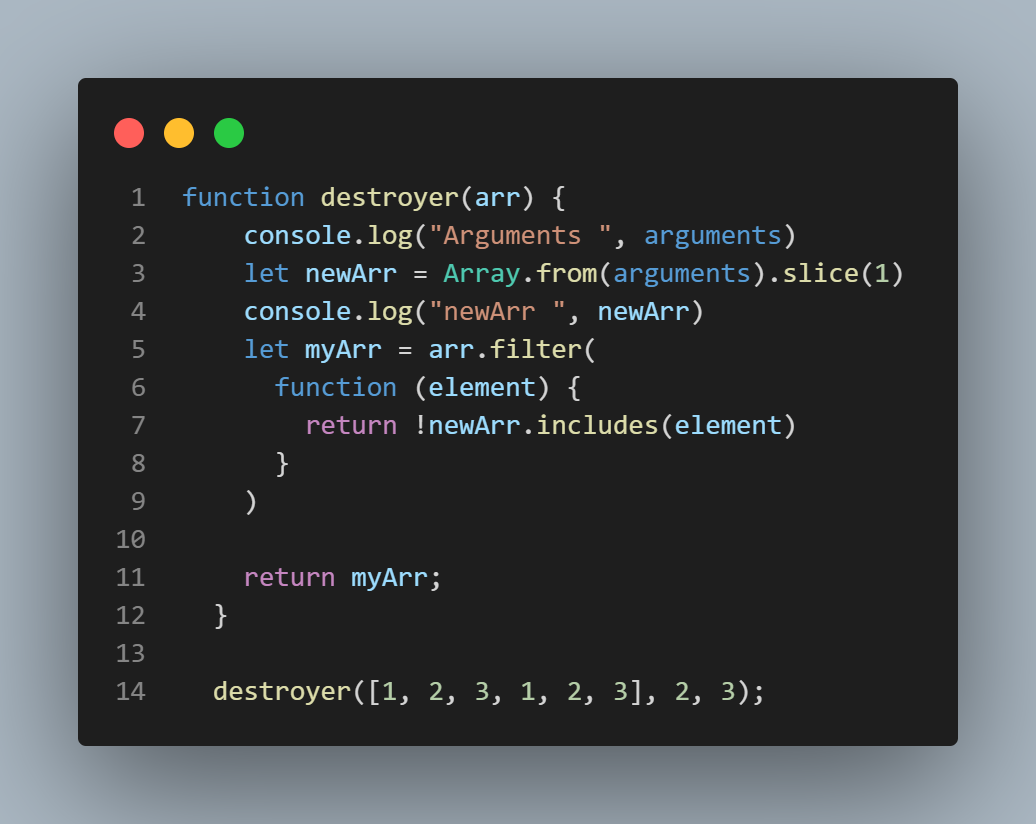 1 function destroyer(arr) {
2 console.log("Arguments ", arguments)
3 let newArr = Array.from(arguments).slice(1)
4 console.log("newArr ", newArr)
5 let myArr = arr.filter(
6 function (element) {
7 return !newArr.includes(element)
8 }
9 )
10
11 return myArr;
12 }
13
14 destroyer([1, 2, 3, 1, 2, 3], 2, 3);